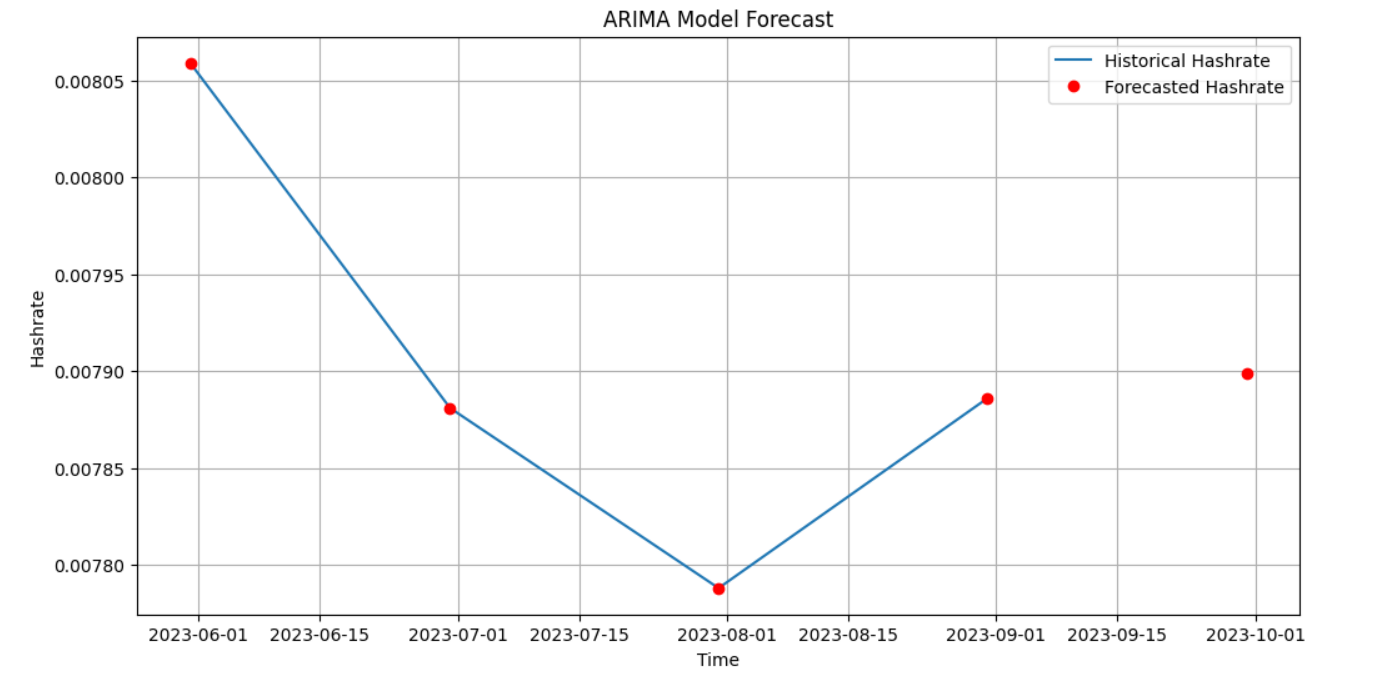 ARIMA Model Forecast
Historical Hashrate
Forecasted Hashrate
0.00805
0.00800
0.00795
0.00790
0.00785
0.00780
Hashrate
2023-06-01 2023-06-15 2023-07-01 2023-07-15 2023-08-01 2023-08-15 2023-09-01 2023-09-15 2023-10-01
Time